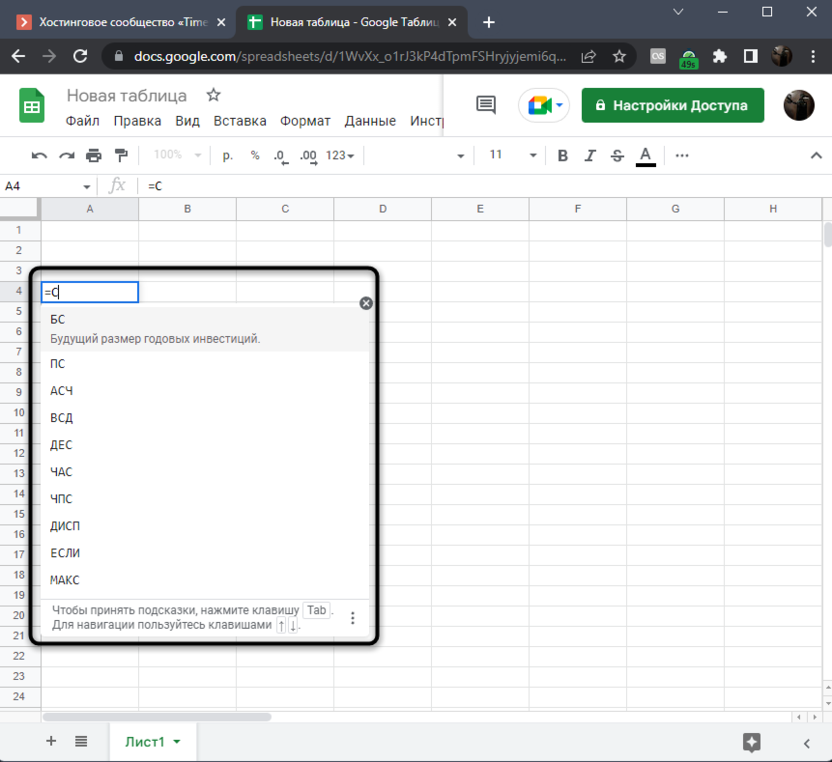 Хостинговое сообщество «Time
Новая таблица - Google Таблиц
docs.google.com/spreadsheets/d/1WvXx_o1rJ3kP4dTpmFSHryjyjemi6q...
49s
Новая таблица
Файл Правка Вид Вставка Формат Данные Инст
Настройки Доступа
100% р. % .0 .00 123 11 B I S A
A4 fx =С
A B C D E F G H
1
2
3
4 =С
5 БС
6 Будущий размер годовых инвестиций.
7 ПС
8
9 АСЧ
10 ВСД
11
12 ДЕС
13 ЧАС
14 ЧПС
15
16 ДИСП
17 ЕСЛИ
18 МАКС
19
20 Чтобы принять подсказки, нажмите клавишу Tab.
21 Для навигации пользуйтесь клавишами ↑↓.
22
23
24
Лист1